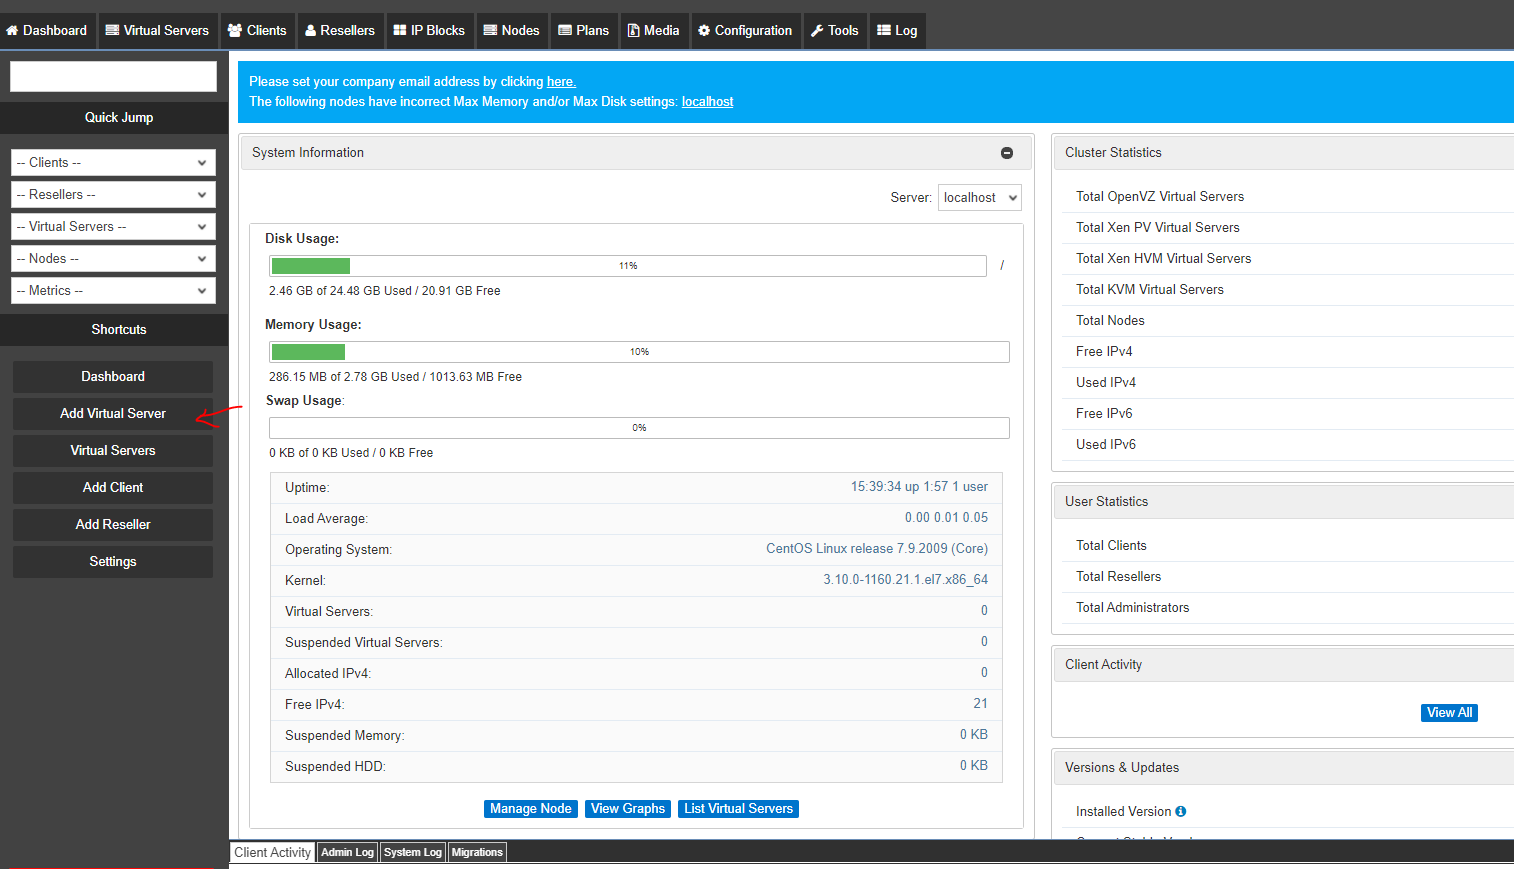 Dashboard Virtual Servers Clients Resellers IP Blocks Nodes Plans Media Configuration Tools Log
Quick Jump
-- Clients --
-- Resellers --
-- Virtual Servers --
-- Nodes --
-- Metrics --
Shortcuts
Dashboard
Add Virtual Server
Virtual Servers
Add Client
Add Reseller
Settings
Please set your company email address by clicking here.
The following nodes have incorrect Max Memory and/or Max Disk settings: localhost
System Information
Server: localhost
Disk Usage:
11% /
2.46 GB of 24.48 GB Used / 20.91 GB Free
Memory Usage:
10%
286.15 MB of 2.78 GB Used / 1013.63 MB Free
Swap Usage:
0%
0 KB of 0 KB Used / 0 KB Free
Uptime: 15:39:34 up 1:57 1 user
Load Average: 0.00 0.01 0.05
Operating System: CentOS Linux release 7.9.2009 (Core)
Kernel: 3.10.0-1160.21.1.el7.x86_64
Virtual Servers: 0
Suspended Virtual Servers: 0
Allocated IPv4: 0
Free IPv4: 21
Suspended Memory: 0 KB
Suspended HDD: 0 KB
Manage Node View Graphs List Virtual Servers
Cluster Statistics
Total OpenVZ Virtual Servers
Total Xen PV Virtual Servers
Total Xen HVM Virtual Servers
Total KVM Virtual Servers
Total Nodes
Free IPv4
Used IPv4
Free IPv6
Used IPv6
User Statistics
Total Clients
Total Resellers
Total Administrators
Client Activity
View All
Versions & Updates
Installed Version
Client Activity Admin Log System Log Migrations